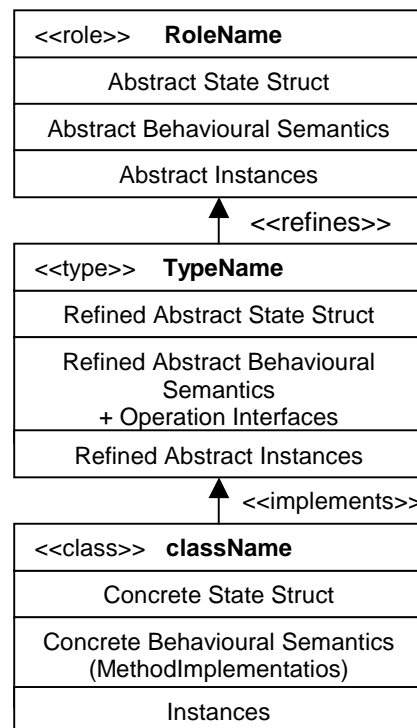 <<role>> RoleName
Abstract State Struct
Abstract Behavioural Semantics
Abstract Instances
<<refines>>
<<type>> TypeName
Refined Abstract State Struct
Refined Abstract Behavioural
Semantics
+ Operation Interfaces
Refined Abstract Instances
<<implements>>
<<class>> className
Concrete State Struct
Concrete Behavioural Semantics
(MethodImplementatios)
Instances